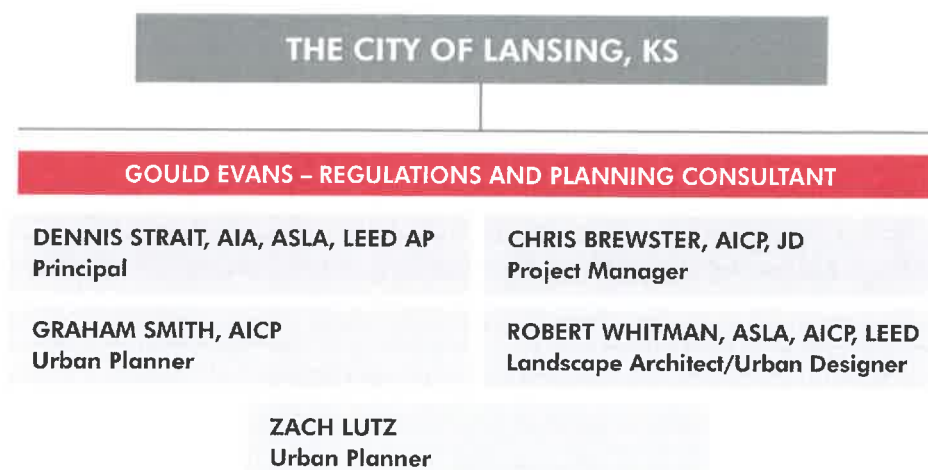 THE CITY OF LANSING, KS
GOULD EVANS – REGULATIONS AND PLANNING CONSULTANT
DENNIS STRAIT, AIA, ASLA, LEED AP
Principal
CHRIS BREWSTER, AICP, JD
Project Manager
GRAHAM SMITH, AICP
Urban Planner
ROBERT WHITMAN, ASLA, AICP, LEED
Landscape Architect/Urban Designer
ZACH LUTZ
Urban Planner